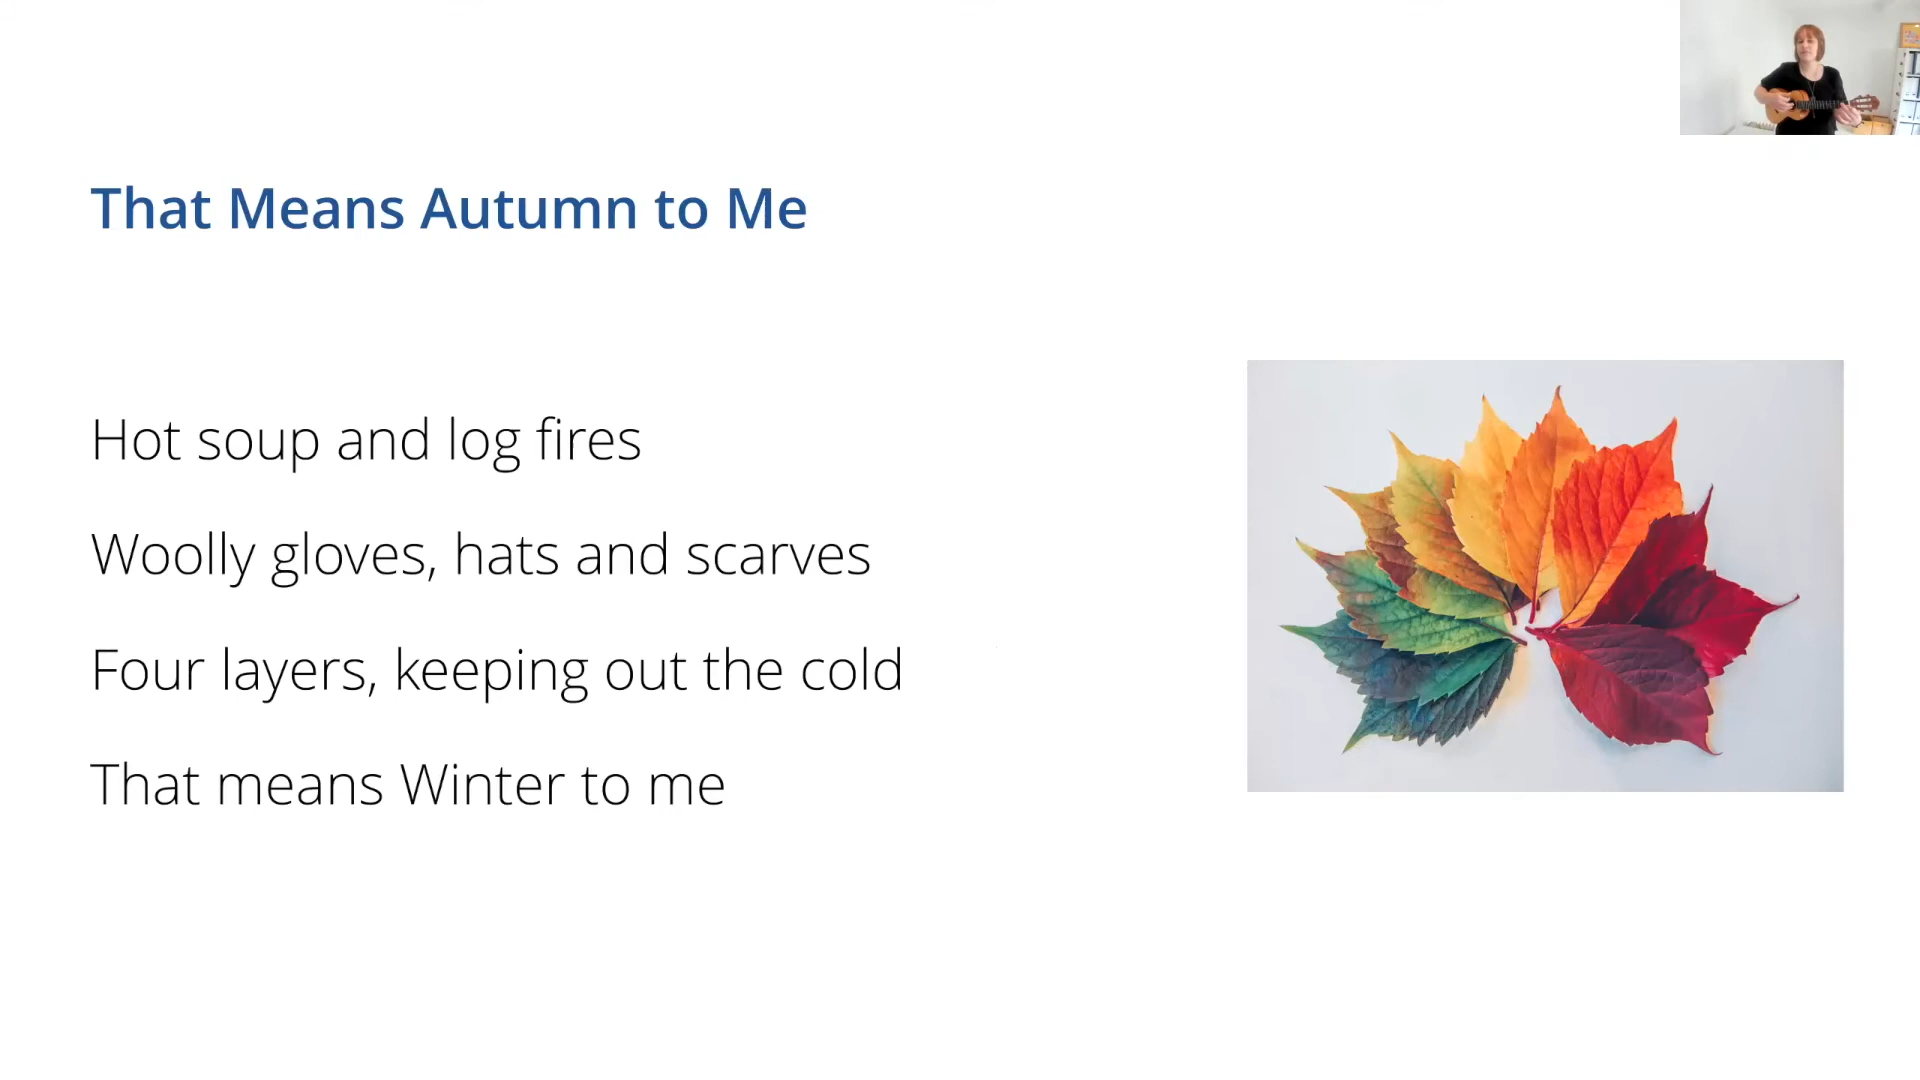 That Means Autumn to Me
Hot soup and log fires
Woolly gloves, hats and scarves
Four layers, keeping out the cold
That means Winter to me